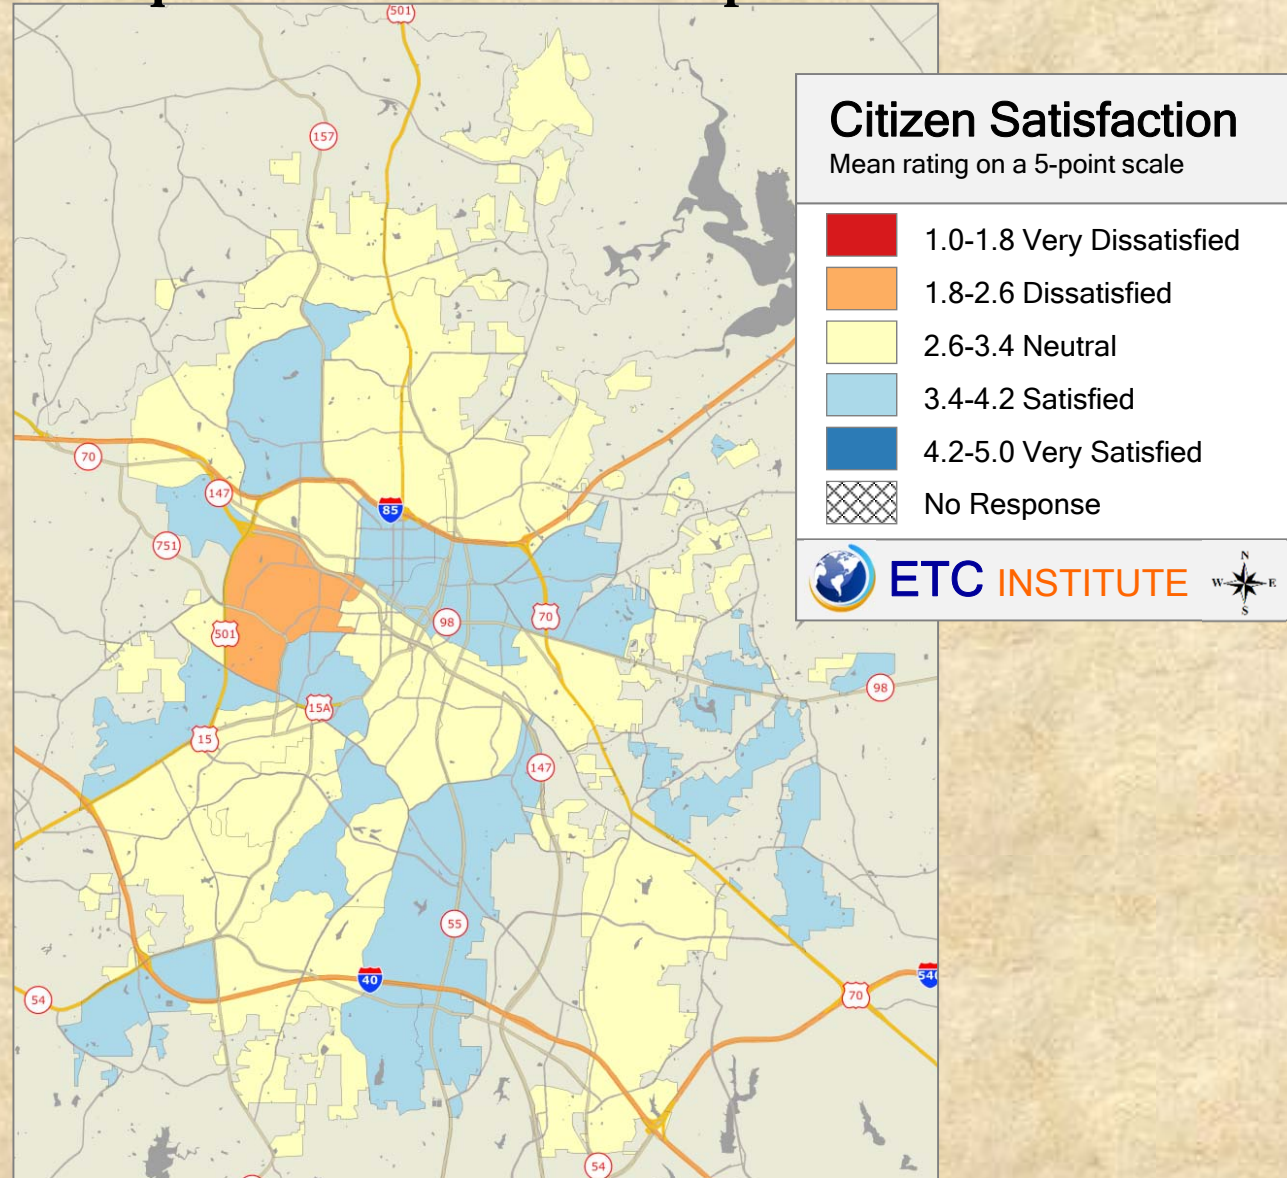 501
157
Citizen Satisfaction
Mean rating on a 5-point scale
1.0-1.8 Very Dissatisfied
1.8-2.6 Dissatisfied
2.6-3.4 Neutral
3.4-4.2 Satisfied
4.2-5.0 Very Satisfied
No Response
ETC INSTITUTE
N
W E
S
70
147
85
751
98
70
501
98
15A
15
147
55
40
54
70
540
54